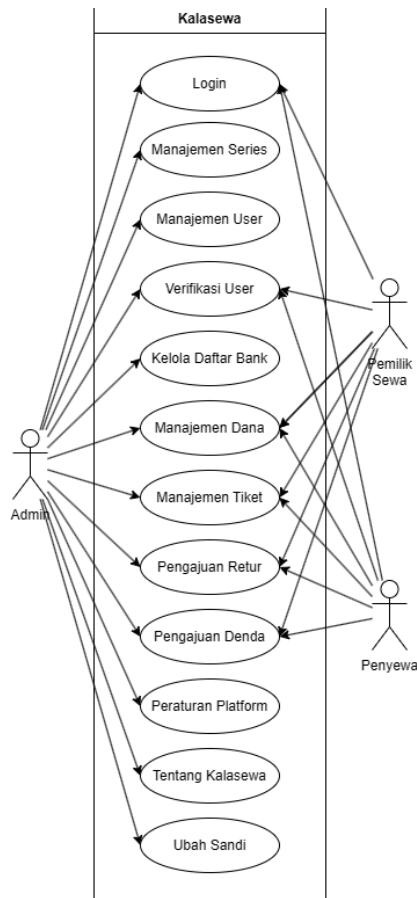 Kalasewa
Login
Manajemen Series
Manajemen User
Verifikasi User
Kelola Daftar Bank
Manajemen Dana
Manajemen Tiket
Pengajuan Retur
Pengajuan Denda
Peraturan Platform
Tentang Kalasewa
Ubah Sandi
Admin
Pemilik
Sewa
Penyewa